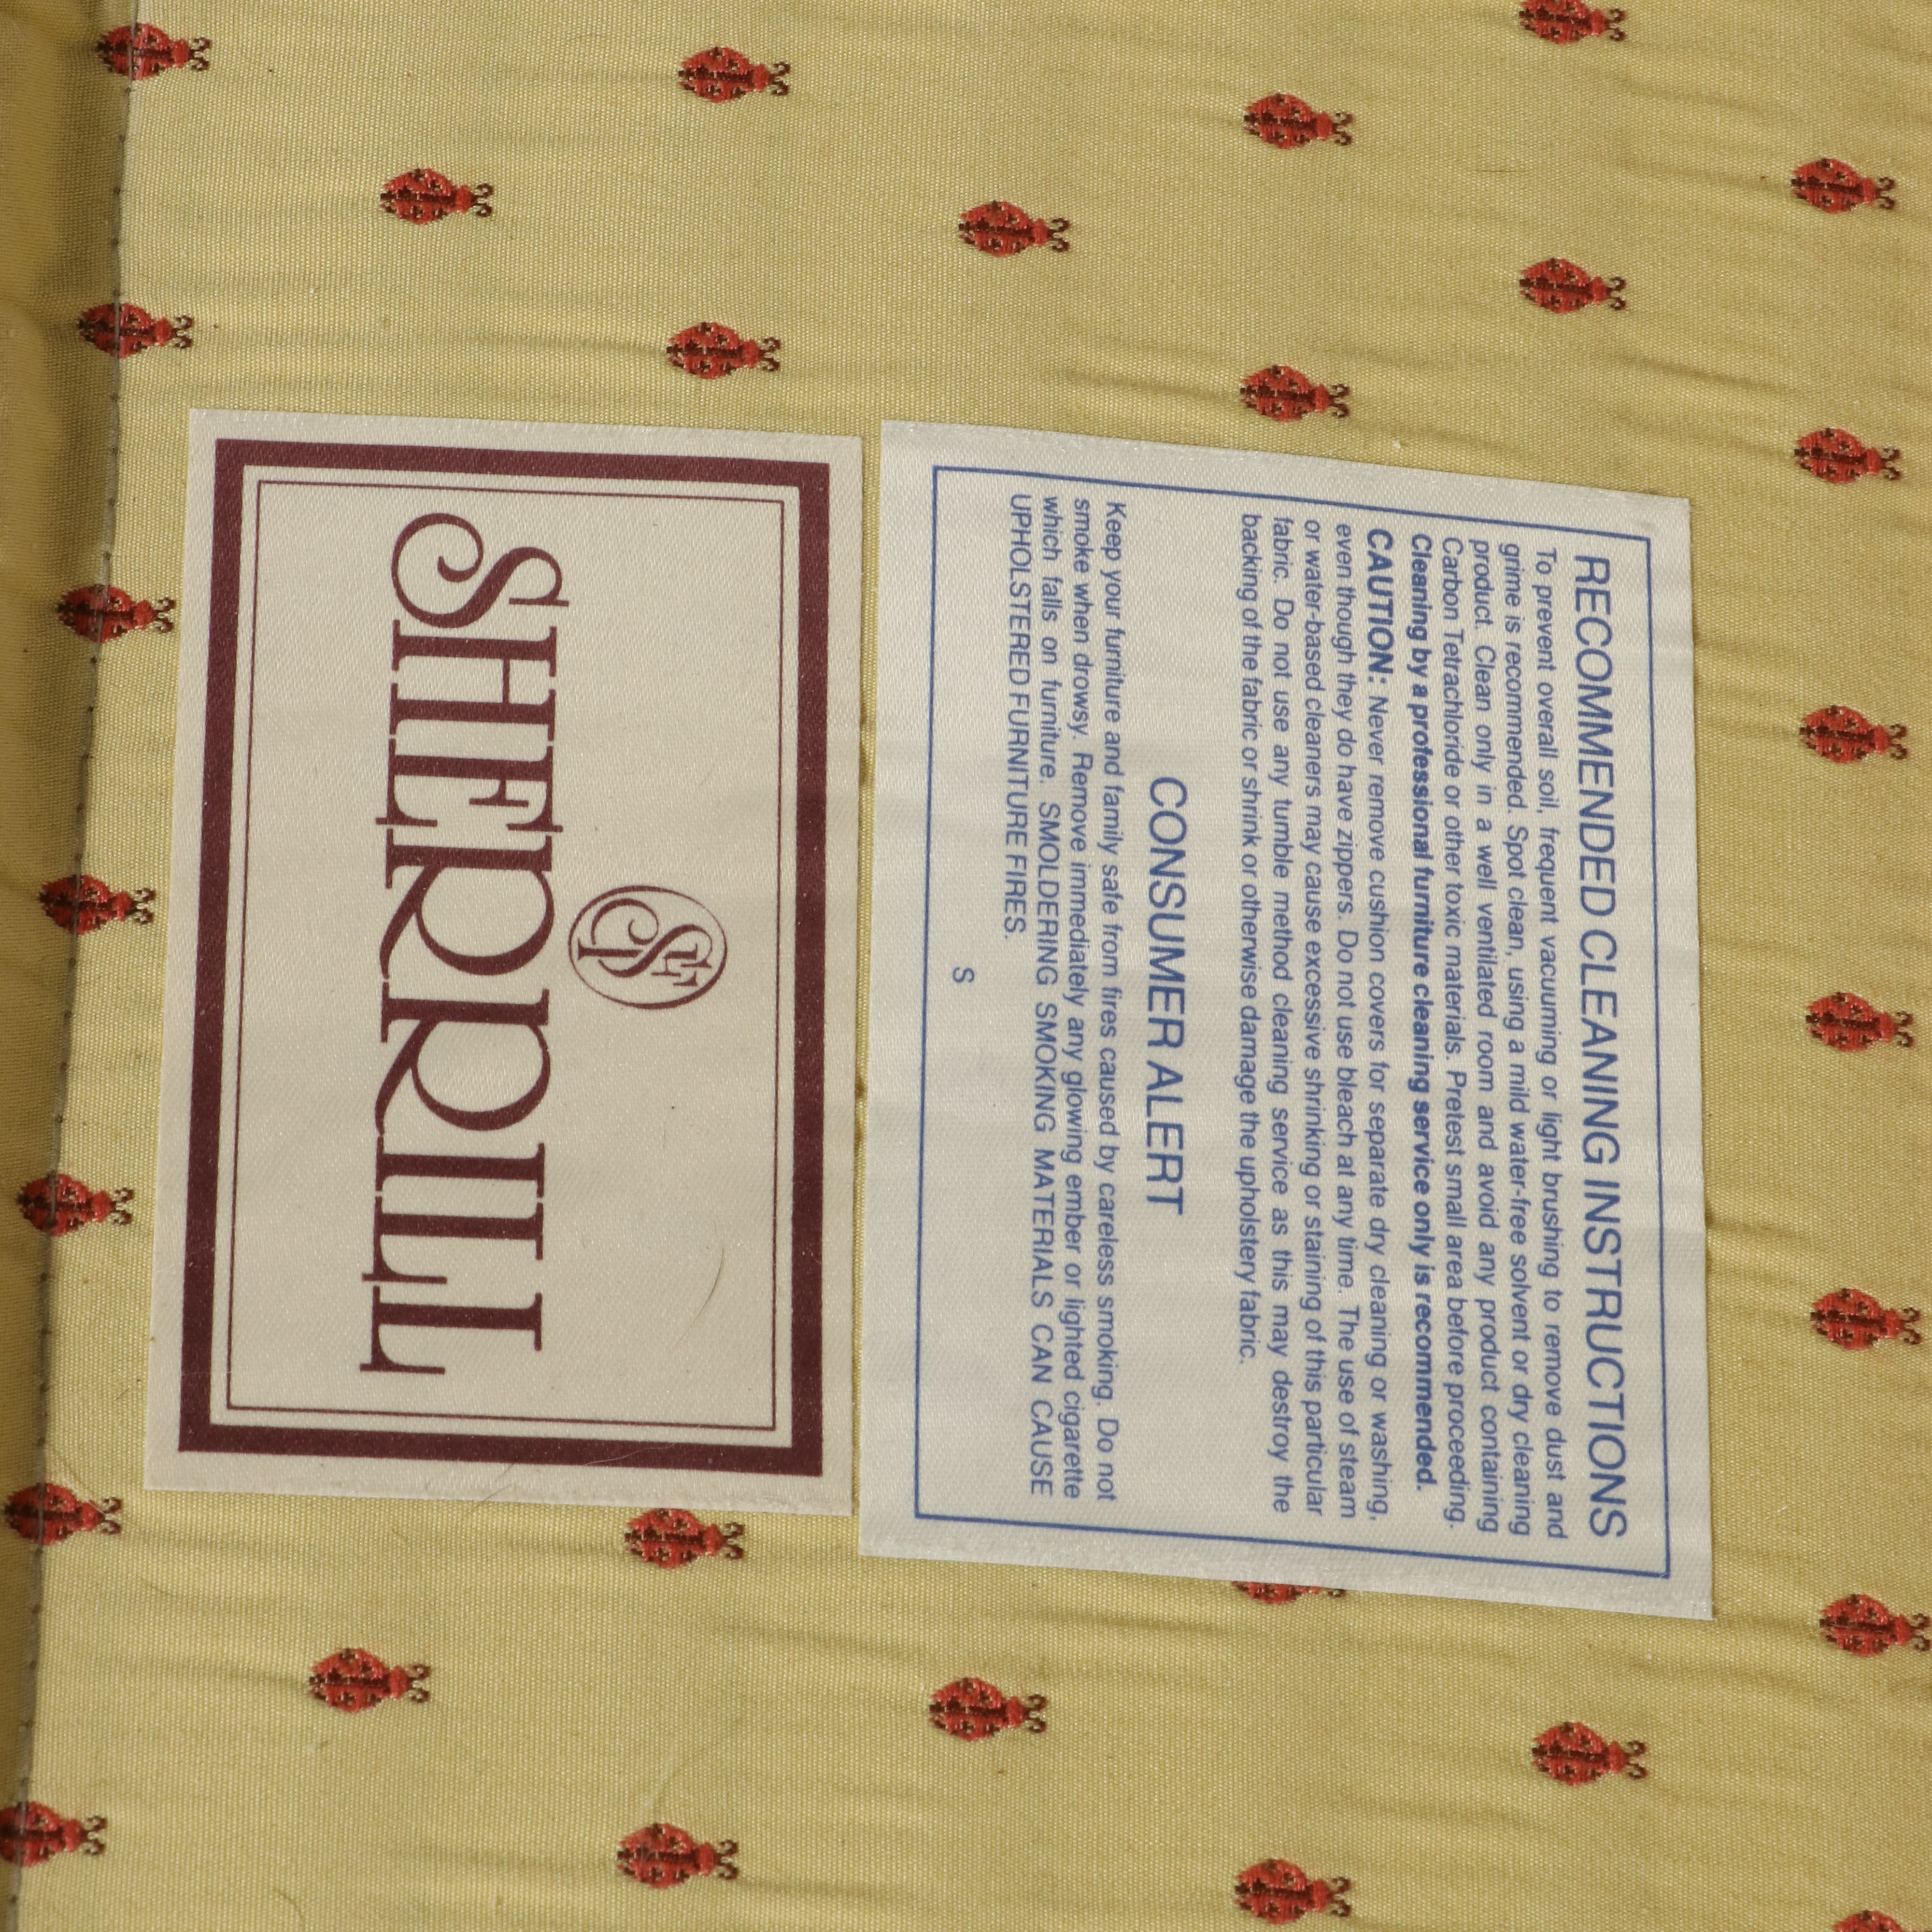 RECOMMENDED CLEANING INSTRUCTIONS
To prevent overall soil, frequent vacuuming or light brushing to remove dust and
grime is recommended. Spot clean, using a mild water-free solvent or dry cleaning
product. Clean only in a well ventilated room and avoid any product containing
Carbon Tetrachloride or other toxic materials. Pretest small area before proceeding.
Cleaning by a professional furniture cleaning service only is recommended.
CAUTION: Never remove cushion covers for separate dry cleaning or washing,
even though they do have zippers. Do not use bleach at any time. The use of steam
or water-based cleaners may cause excessive shrinking or staining of this particular
fabric. Do not use any tumble method cleaning service as this may destroy the
backing of the fabric or shrink or otherwise damage the upholstery fabric.
CONSUMER ALERT
Keep your furniture and family safe from fires caused by careless smoking. Do not
smoke when drowsy. Remove immediately any glowing ember or lighted cigarette
which falls on furniture. SMOLDERING SMOKING MATERIALS CAN CAUSE
UPHOLSTERED FURNITURE FIRES.
S
SF
SHERRILL